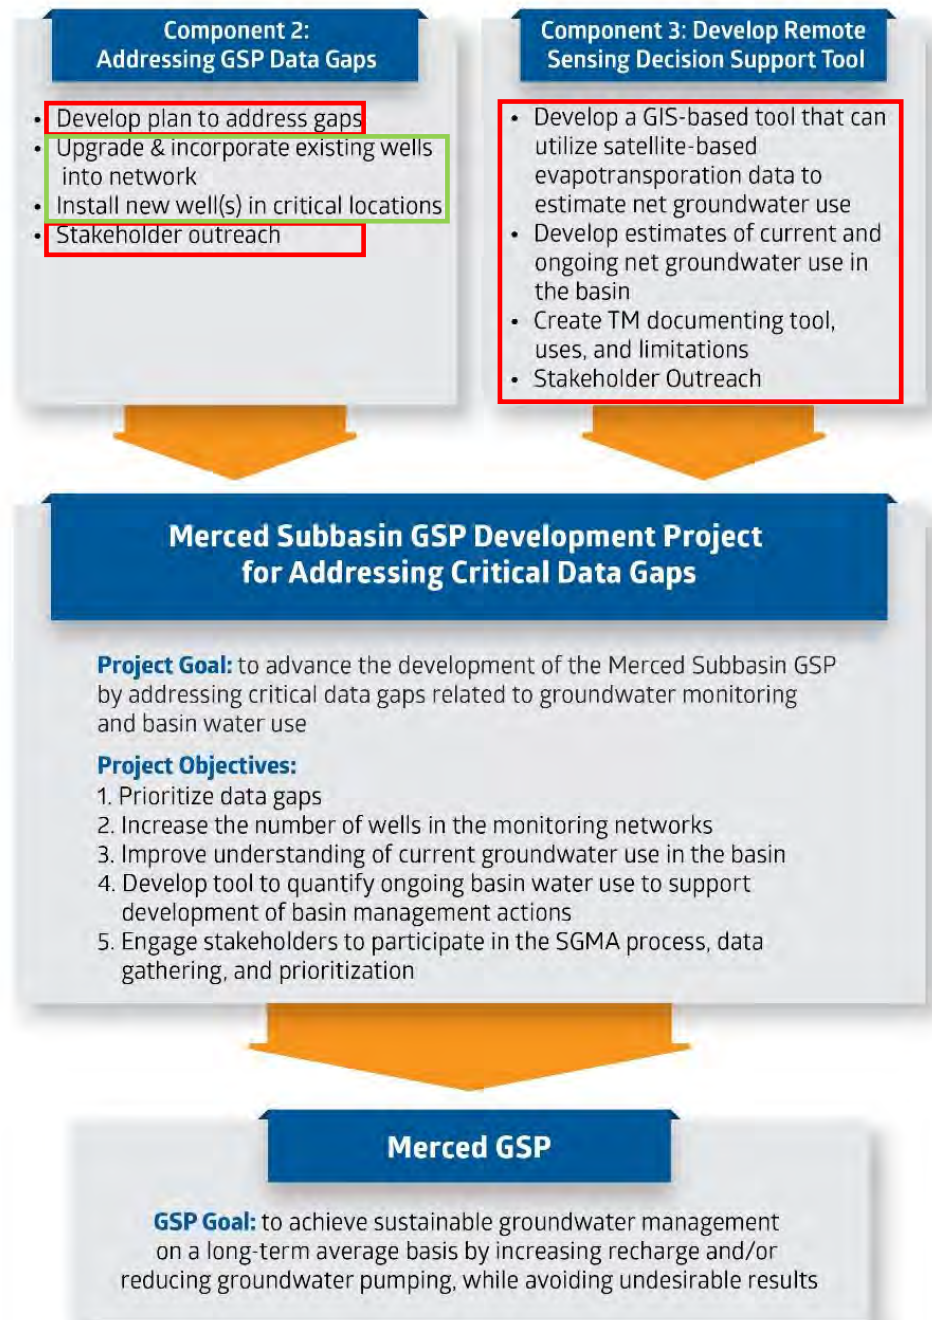 Component 2:
Addressing GSP Data Gaps
• Develop plan to address gaps
• Upgrade & incorporate existing wells
into network
• Install new well(s) in critical locations
• Stakeholder outreach
Component 3: Develop Remote
Sensing Decision Support Tool
• Develop a GIS-based tool that can
utilize satellite-based
evapotransporation data to
estimate net groundwater use
• Develop estimates of current and
ongoing net groundwater use in
the basin
• Create TM documenting tool,
uses, and limitations
• Stakeholder Outreach
Merced Subbasin GSP Development Project
for Addressing Critical Data Gaps
Project Goal: to advance the development of the Merced Subbasin GSP
by addressing critical data gaps related to groundwater monitoring
and basin water use
Project Objectives:
1. Prioritize data gaps
2. Increase the number of wells in the monitoring networks
3. Improve understanding of current groundwater use in the basin
4. Develop tool to quantify ongoing basin water use to support
development of basin management actions
5. Engage stakeholders to participate in the SGMA process, data
gathering, and prioritization
Merced GSP
GSP Goal: to achieve sustainable groundwater management
on a long-term average basis by increasing recharge and/or
reducing groundwater pumping, while avoiding undesirable results